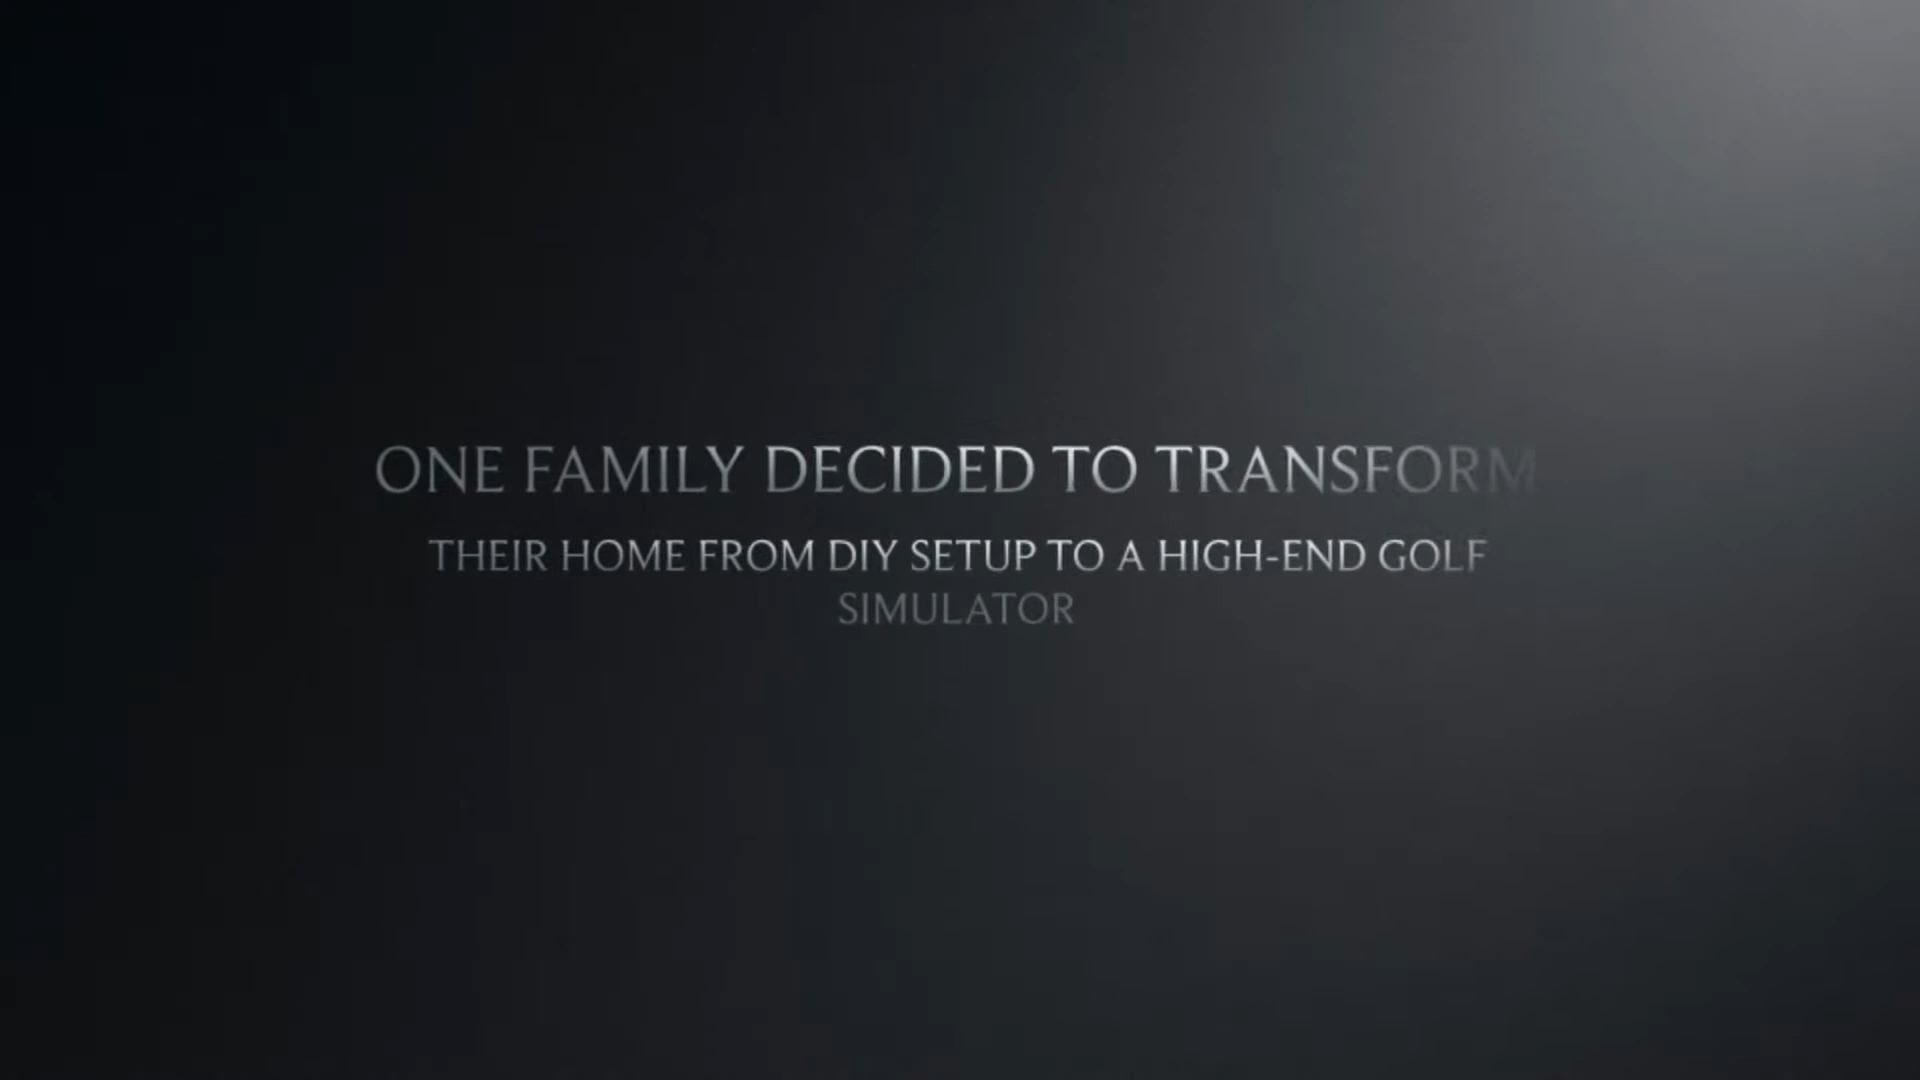 ONE FAMILY DECIDED TO TRANSFORM
THEIR HOME FROM DIY SETUP TO A HIGH-END GOLF
SIMULATOR